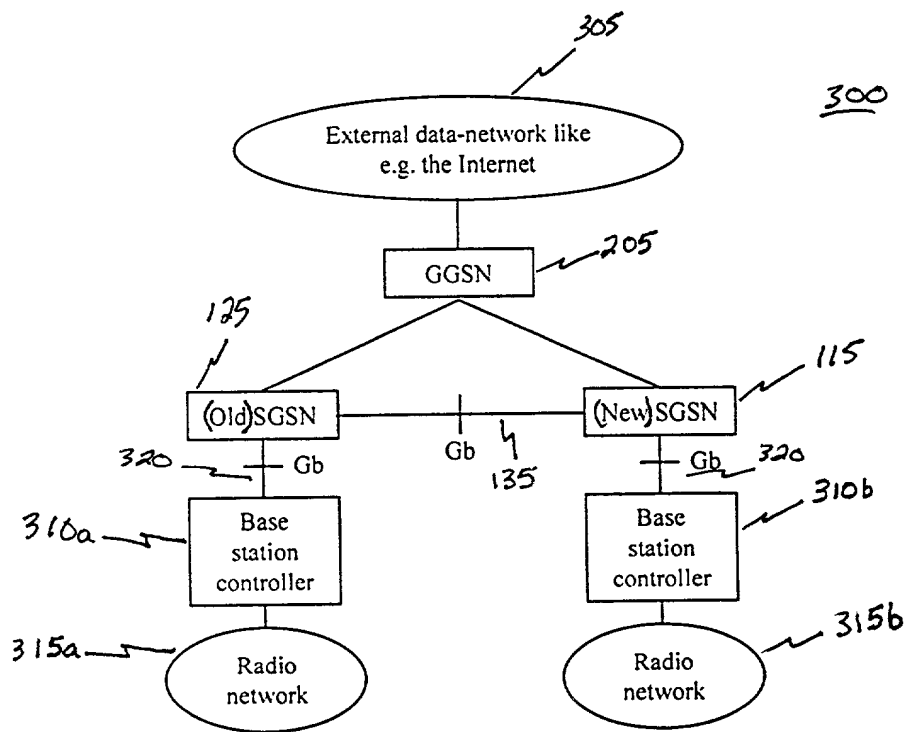 305
300
External data-network like
e.g. the Internet
205
GGSN
125
115
(Old) SGSN
(New) SGSN
Gb
135
320
Gb
Gb
320
310a
Base
station
controller
310b
Base
station
controller
315a
Radio
network
315b
Radio
network